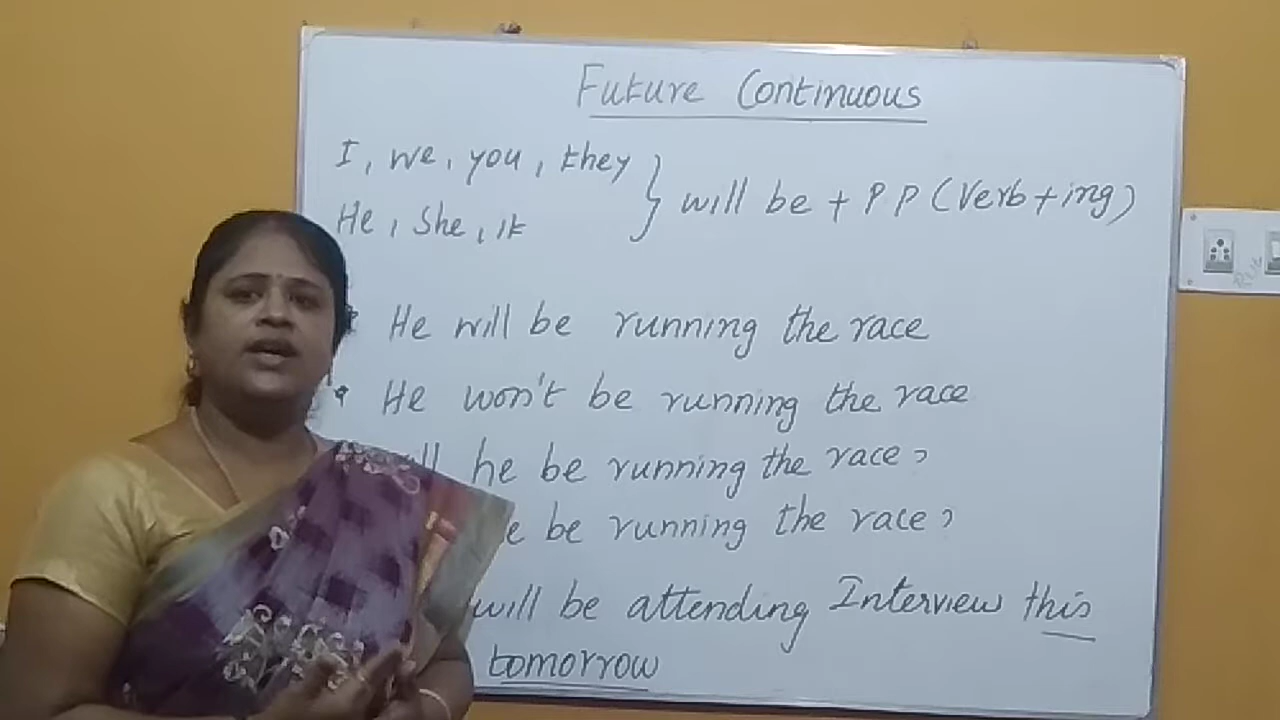 Future Continuous
I, we, you, they
He, She, it
} will be + PP (Verb + ing)
He will be running the race
He won't be running the race
he be running the race?
be running the race?
will be attending Interview this
tomorrow